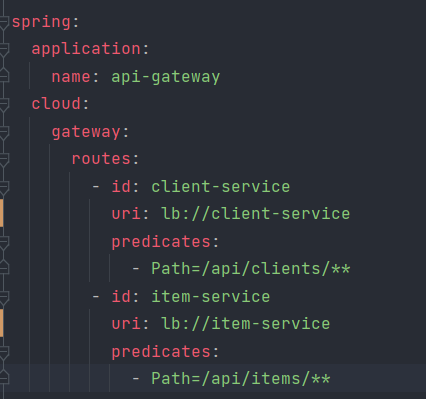 spring:
  application:
    name: api-gateway
  cloud:
    gateway:
      routes:
        - id: client-service
          uri: lb://client-service
          predicates:
            - Path=/api/clients/**
        - id: item-service
          uri: lb://item-service
          predicates:
            - Path=/api/items/**